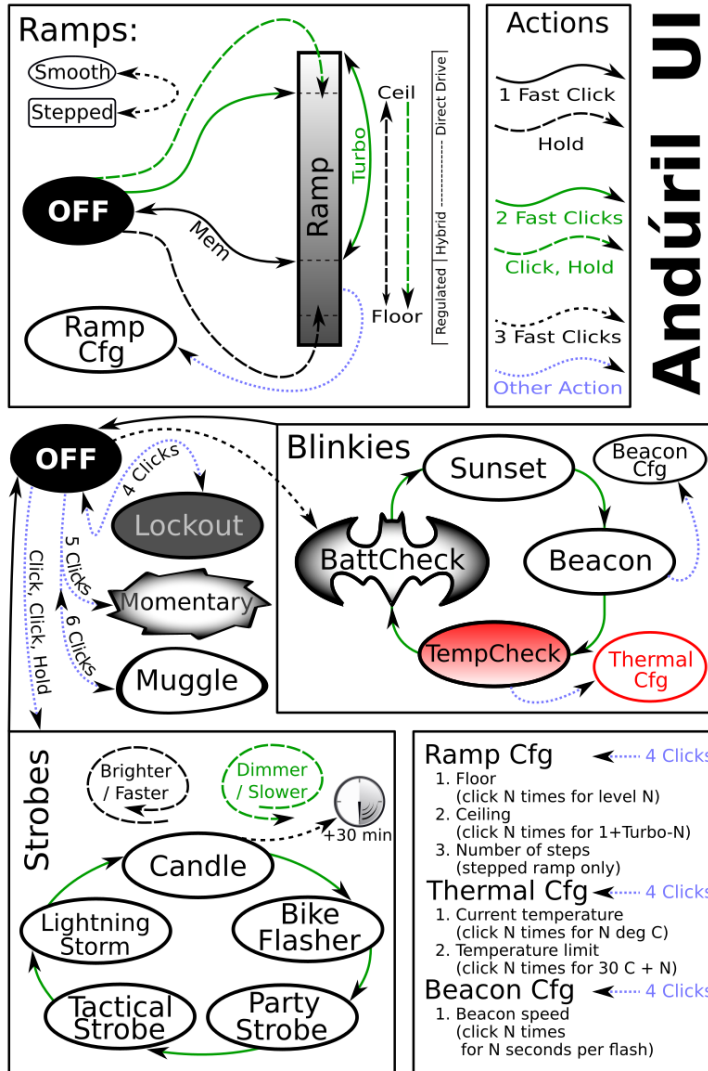 Ramps:
Smooth
Stepped
OFF
Mem
Ramp
Turbo
Ceil
Floor
Regulated
Hybrid
Direct Drive
Ramp
Cfg
Actions
1 Fast Click
Hold
2 Fast Clicks
Click, Hold
3 Fast Clicks
Other Action
Andúril UI
OFF
4 Clicks
Lockout
5 Clicks
Momentary
6 Clicks
Muggle
Click, Click, Hold
Blinkies
Sunset
Beacon
Cfg
BattCheck
Beacon
TempCheck
Thermal
Cfg
Strobes
Brighter
/ Faster
Dimmer
/ Slower
+30 min
Candle
Lightning
Storm
Bike
Flasher
Tactical
Strobe
Party
Strobe
Ramp Cfg 4 Clicks
1. Floor
(click N times for level N)
2. Ceiling
(click N times for 1+Turbo-N)
3. Number of steps
(stepped ramp only)
Thermal Cfg 4 Clicks
1. Current temperature
(click N times for N deg C)
2. Temperature limit
(click N times for 30 C + N)
Beacon Cfg 4 Clicks
1. Beacon speed
(click N times
for N seconds per flash)